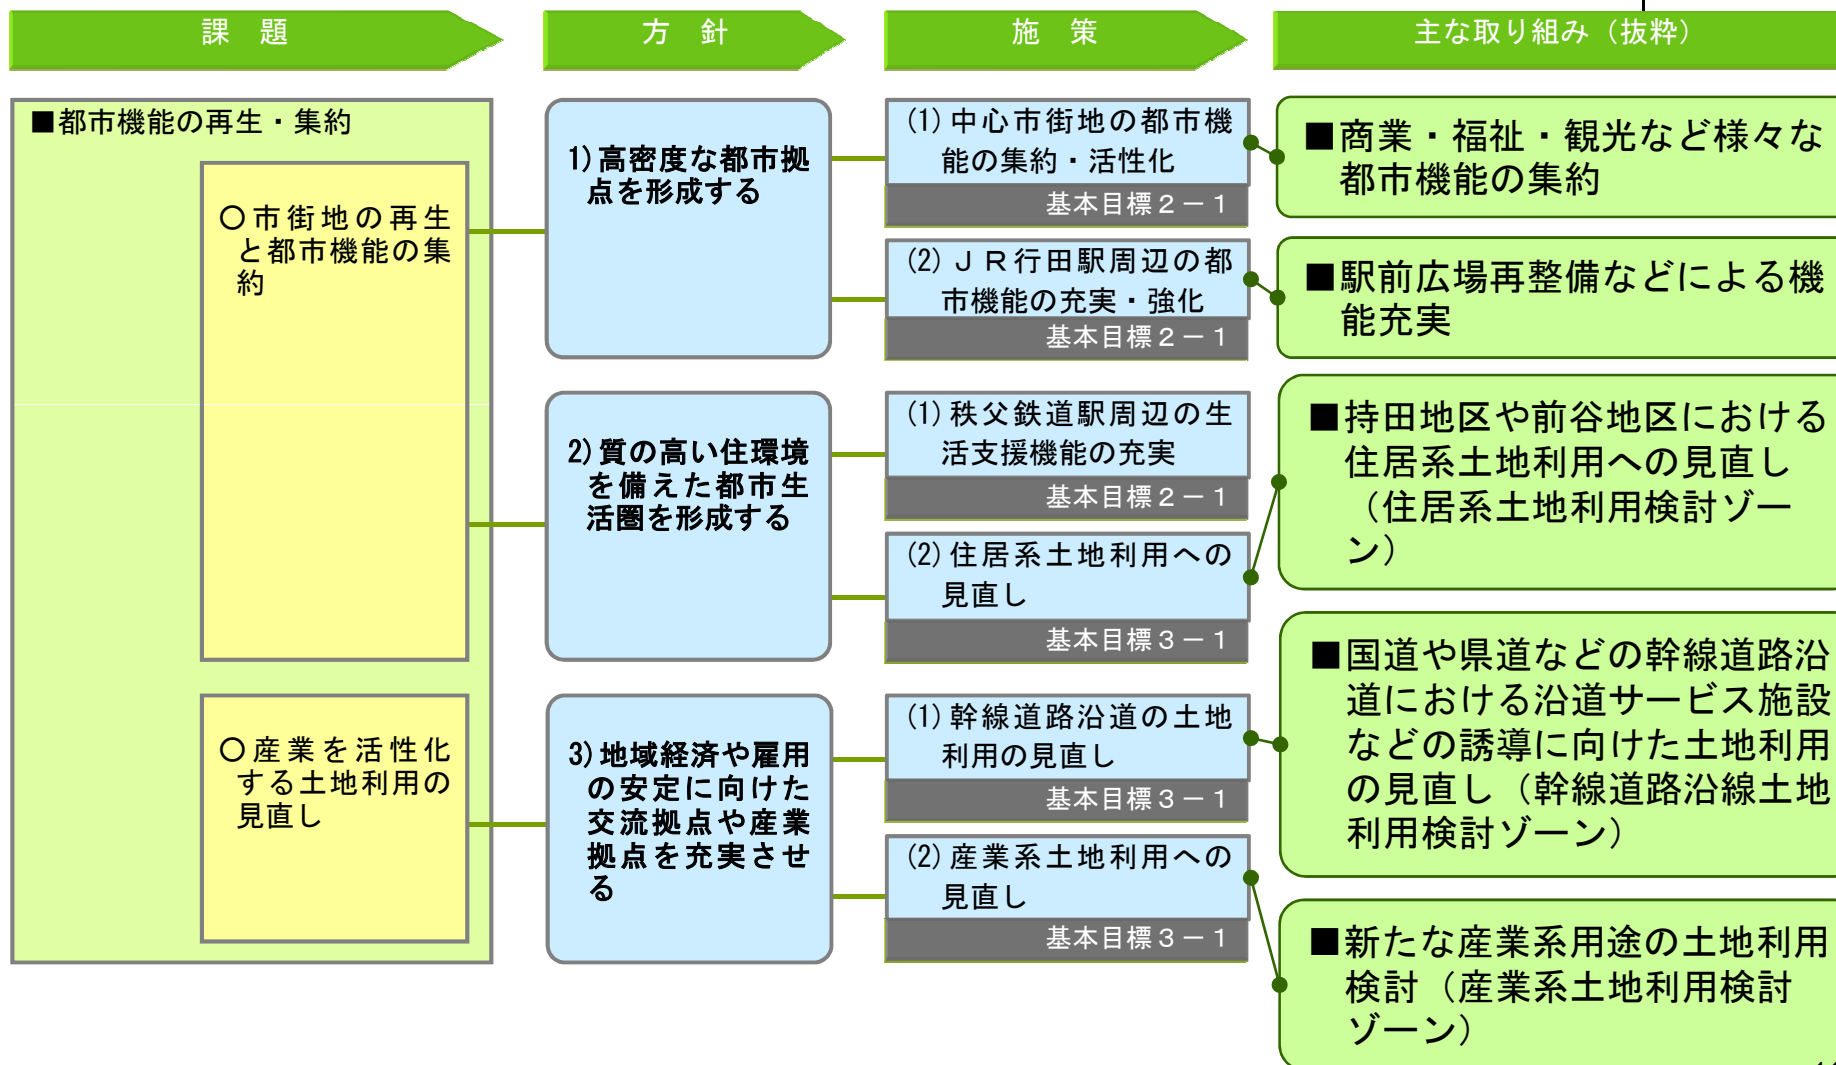 課題
方針
施策
主な取り組み（抜粋）
■都市機能の再生・集約
○市街地の再生
と都市機能の集
約
○産業を活性化
する土地利用の
見直し
1)高密度な都市拠
点を形成する
2)質の高い住環境
を備えた都市生
活圏を形成する
3)地域経済や雇用
の安定に向けた
交流拠点や産業
拠点を充実させ
る
(1)中心市街地の都市機
能の集約・活性化
基本目標２－１
(2)ＪＲ行田駅周辺の都
市機能の充実・強化
基本目標２－１
(1)秩父鉄道駅周辺の生
活支援機能の充実
基本目標２－１
(2)住居系土地利用への
見直し
基本目標３－１
(1)幹線道路沿道の土地
利用の見直し
基本目標３－１
(2)産業系土地利用への
見直し
基本目標３－１
■商業・福祉・観光など様々な
都市機能の集約
■駅前広場再整備などによる機
能充実
■持田地区や前谷地区における
住居系土地利用への見直し
（住居系土地利用検討ゾー
ン）
■国道や県道などの幹線道路沿
道における沿道サービス施設
などの誘導に向けた土地利用
の見直し（幹線道路沿線土地
利用検討ゾーン）
■新たな産業系用途の土地利用
検討（産業系土地利用検討
ゾーン）